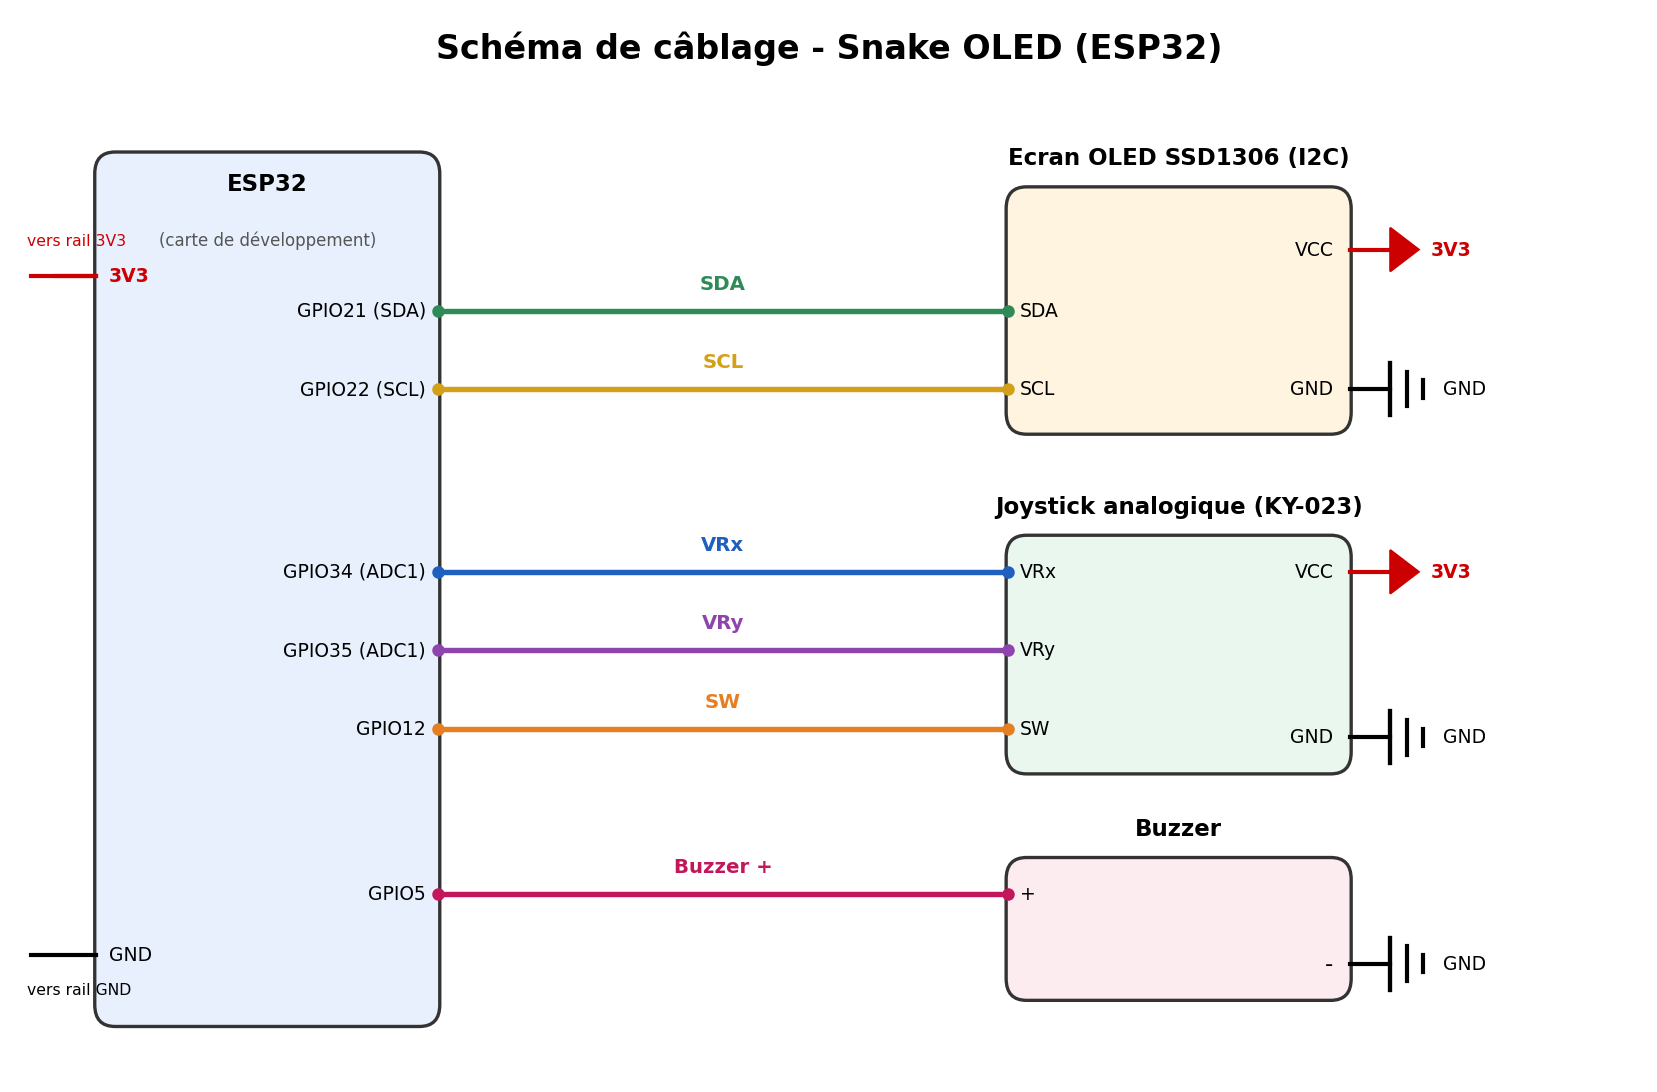 Schéma de câblage - Snake OLED (ESP32)
ESP32
vers rail 3V3
(carte de développement)
3V3
GPIO21 (SDA)
GPIO22 (SCL)
GPIO34 (ADC1)
GPIO35 (ADC1)
GPIO12
GPIO5
GND
vers rail GND
SDA
SCL
VRx
VRy
SW
Buzzer +
Ecran OLED SSD1306 (I2C)
VCC
3V3
SDA
SCL
GND
GND
Joystick analogique (KY-023)
VRx
VCC
3V3
VRy
SW
GND
GND
Buzzer
+
-
GND